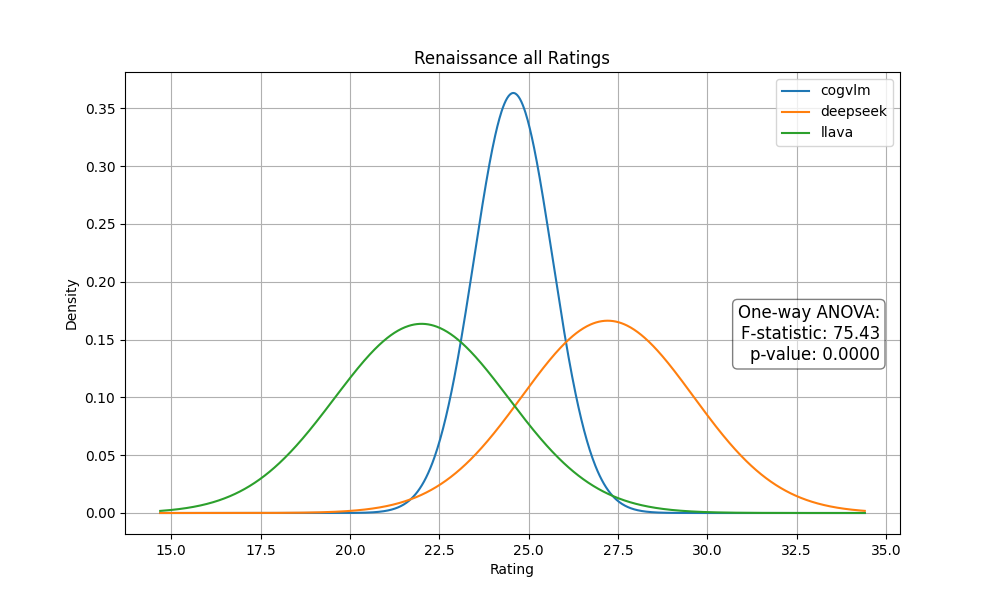 Renaissance all Ratings
cogvlm
deepseek
llava
0.35
0.30
0.25
0.20
0.15
0.10
0.05
0.00
Density
One-way ANOVA:
F-statistic: 75.43
p-value: 0.0000
15.0 17.5 20.0 22.5 25.0 27.5 30.0 32.5 35.0
Rating